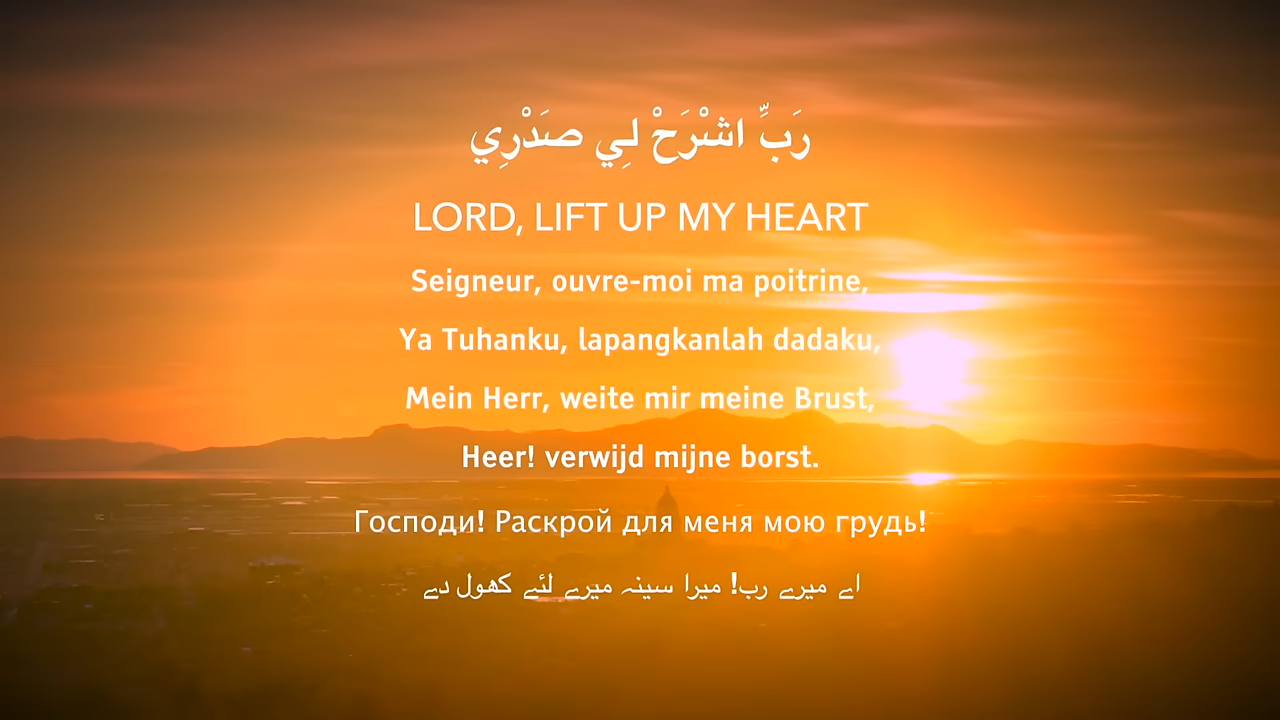 رَبِّ اشْرَحْ لِي صَدْرِي
LORD, LIFT UP MY HEART
Seigneur, ouvre-moi ma poitrine,
Ya Tuhanku, lapangkanlah dadaku,
Mein Herr, weite mir meine Brust,
Heer! verwijd mijne borst.
Господи! Раскрой для меня мою грудь!
اے میرے رب! میرا سینہ میرے لئے کھول دے